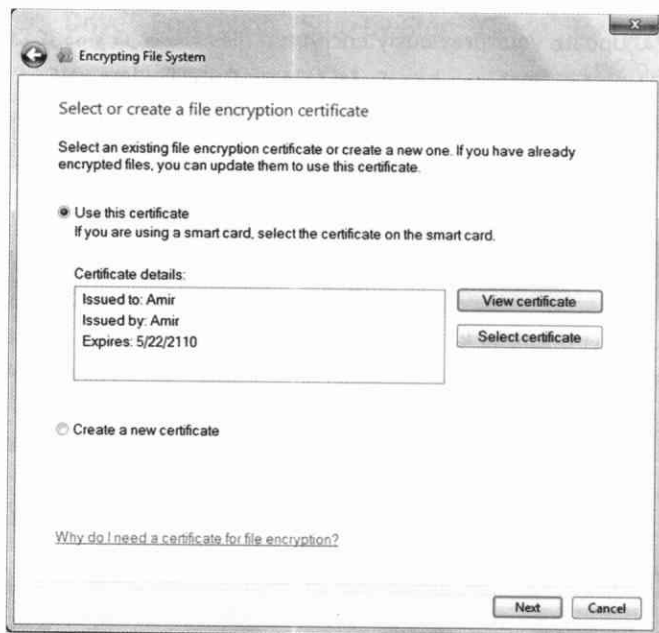 Encrypting File System
Select or create a file encryption certificate
Select an existing file encryption certificate or create a new one. If you have already
encrypted files, you can update them to use this certificate.
Use this certificate
If you are using a smart card, select the certificate on the smart card.
Certificate details:
Issued to: Amir
Issued by: Amir
Expires: 5/22/2110
View certificate
Select certificate
Create a new certificate
Why do I need a certificate for file encryption?
Next
Cancel